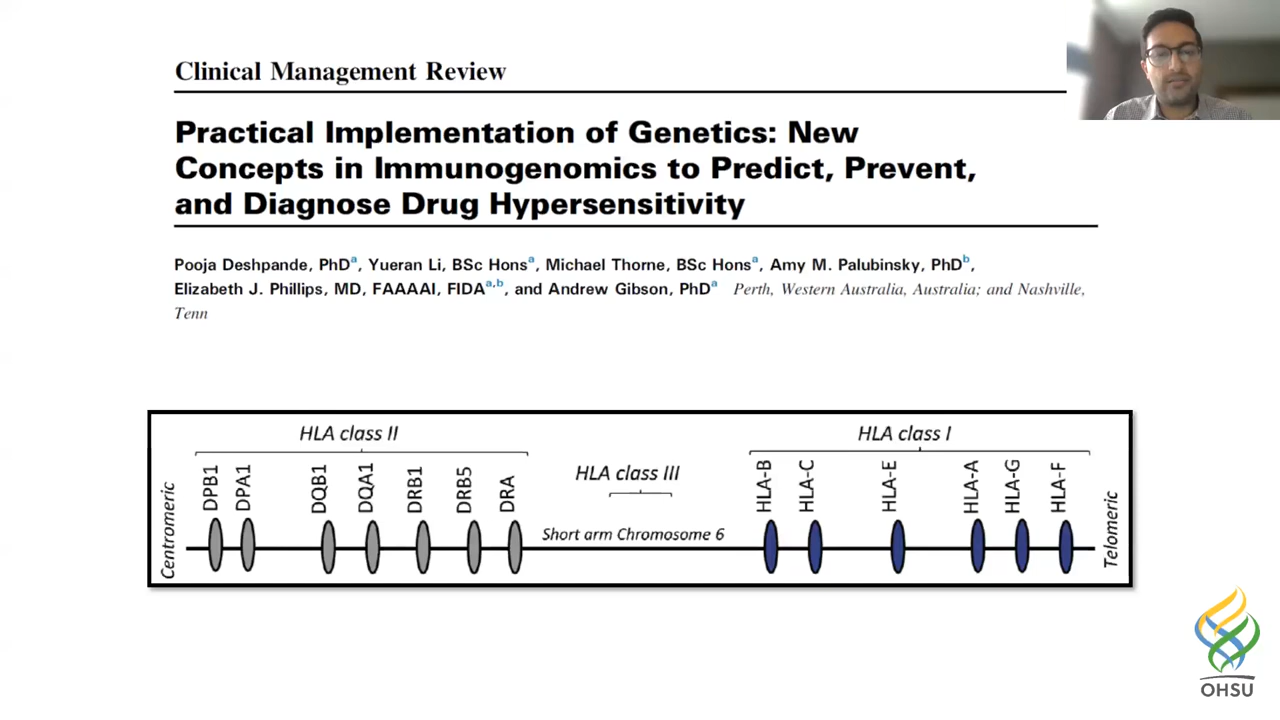 Clinical Management Review
Practical Implementation of Genetics: New
Concepts in Immunogenomics to Predict, Prevent,
and Diagnose Drug Hypersensitivity
Pooja Deshpande, PhDa, Yueran Li, BSc Honsa, Michael Thorne, BSc Honsa, Amy M. Palubinsky, PhDb,
Elizabeth J. Phillips, MD, FAAAAI, FIDAa,b, and Andrew Gibson, PhDa Perth, Western Australia, Australia; and Nashville,
Tenn
HLA class II
HLA class III
HLA class I
Centromeric
DPB1
DPA1
DQB1
DQA1
DRB1
DRB5
DRA
Short arm Chromosome 6
HLA-B
HLA-C
HLA-E
HLA-A
HLA-G
HLA-F
Telomeric
OHSU